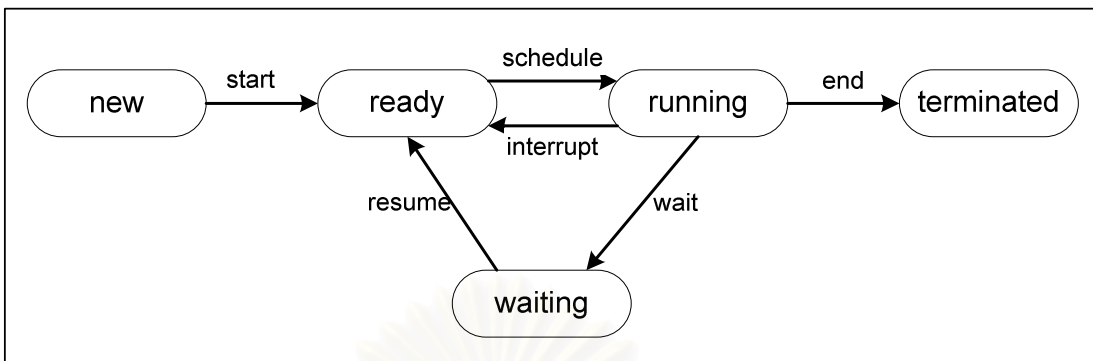 new
start
ready
schedule
interrupt
running
end
terminated
resume
wait
waiting